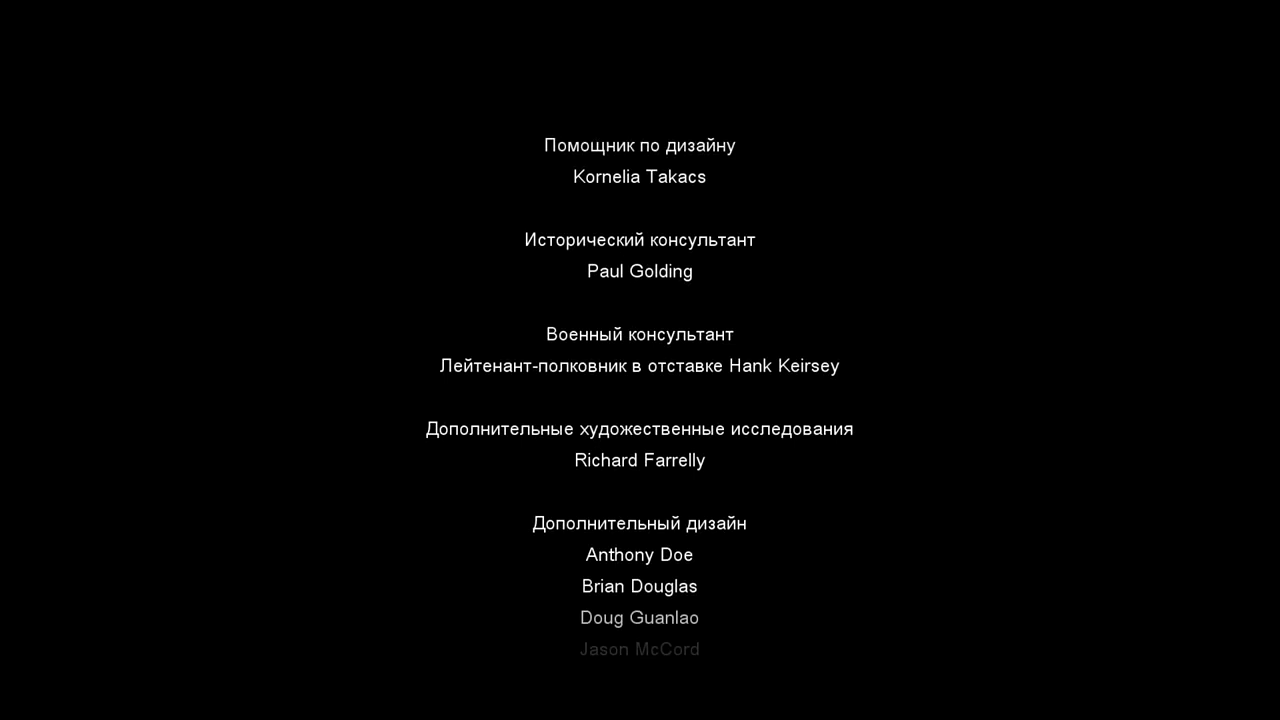 Помощник по дизайну
Kornelia Takacs
Исторический консультант
Paul Golding
Военный консультант
Лейтенант-полковник в отставке Hank Keirsey
Дополнительные художественные исследования
Richard Farrelly
Дополнительный дизайн
Anthony Doe
Brian Douglas
Doug Guanlao
Jason McCord